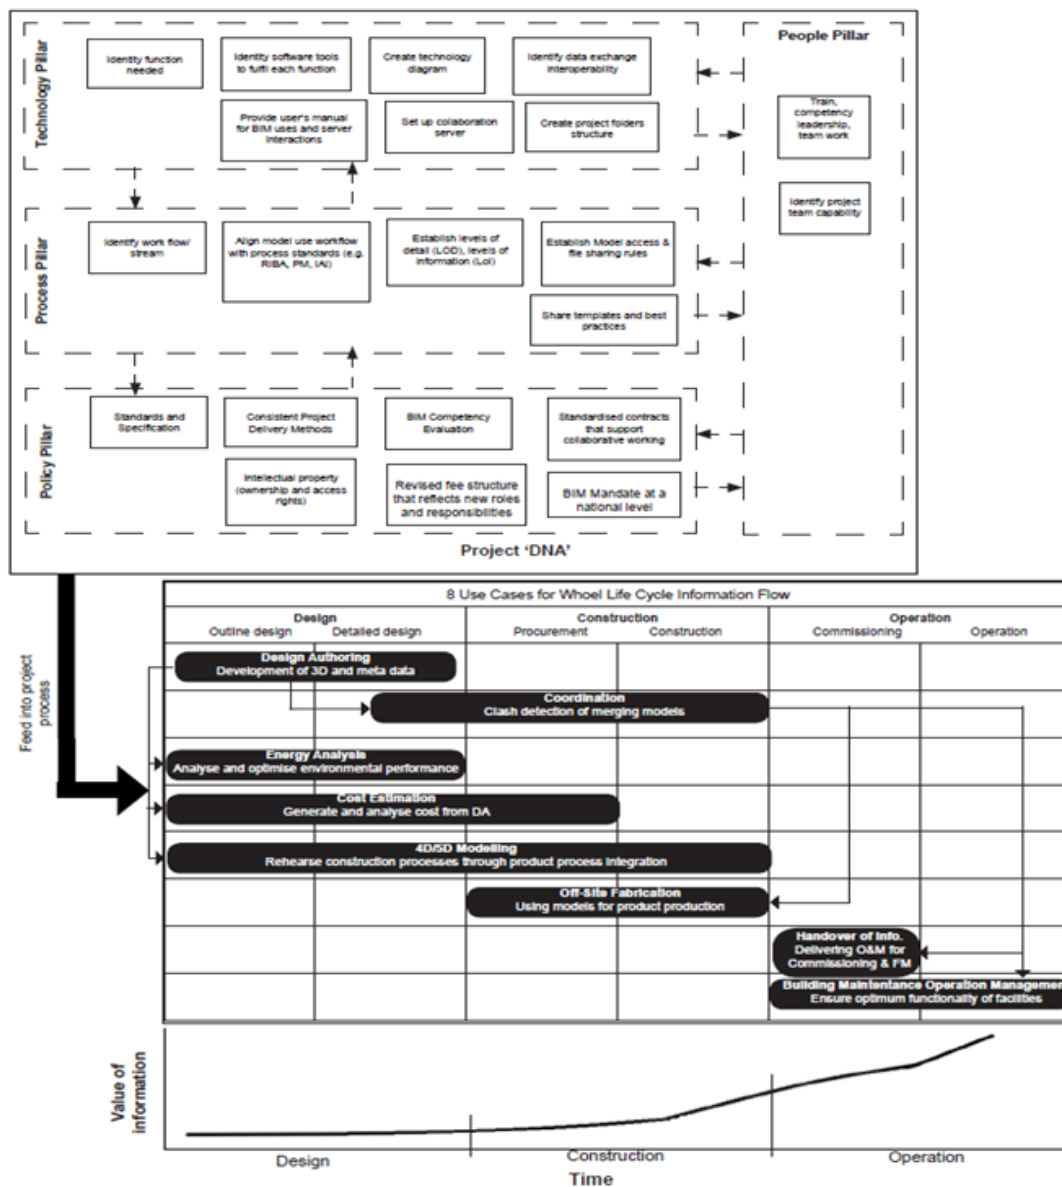 Technology Pillar
Identity function
needed
Identity software tools
to fulfil each function
Create technology
diagram
Identify data exchange
interoperability
Provide user's manual
for BIM uses and server
interactions
Set up collaboration
server
Create project folders
structure
People Pillar
Train,
competency
leadership,
team work
Identify project
team capability
Process Pillar
Identify work flow/
stream
Align model use workflow
with process standards (e.g.
RIBA, PM, IAI)
Establish levels of
detail (LOD), levels of
information (LoI)
Establish Model access &
file sharing rules
Share templates and best
practices
Policy Pillar
Standards and
Specification
Consistent Project
Delivery Methods
BIM Competency
Evaluation
Standardised contracts
that support
collaborative working
Intellectual property
(ownership and access
rights)
Revised fee structure
that reflects new roles
and responsibilities
BIM Mandate at a
national level
Project ‘DNA’
Feed into project
process
8 Use Cases for Whoel Life Cycle Information Flow
Design
Construction
Operation
Outline design
Detailed design
Procurement
Construction
Commissioning
Operation
Design Authoring
Development of 3D and meta data
Coordination
Clash detection of merging models
Energy Analysis
Analyse and optimise environmental performance
Cost Estimation
Generate and analyse cost from DA
4D/5D Modelling
Rehearse construction processes through product process integration
Off-Site Fabrication
Using models for product production
Handover of Info.
Delivering O&M for
Commissioning & FM
Building Maintentance Operation Managemen
Ensure optimum functionality of facilities
Value of
information
Design
Construction
Operation
Time